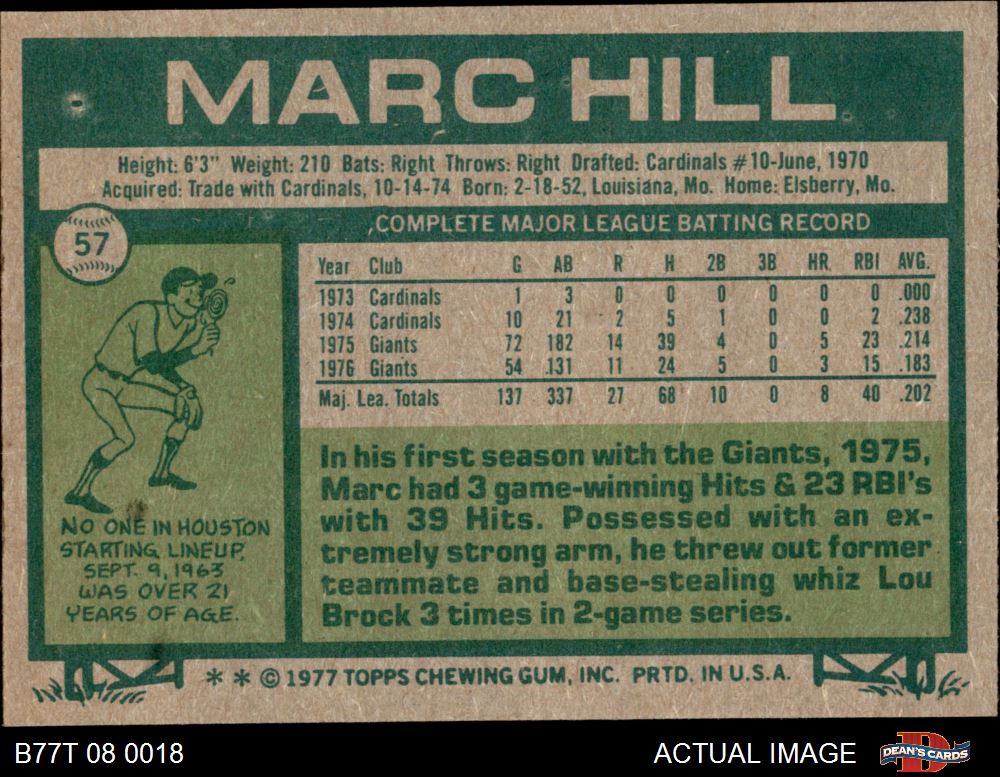 MARC HILL
Height: 6'3" Weight: 210 Bats: Right Throws: Right Drafted: Cardinals #10-June, 1970
Acquired: Trade with Cardinals, 10-14-74 Born: 2-18-52, Louisiana, Mo. Home: Elsberry, Mo.
57
COMPLETE MAJOR LEAGUE BATTING RECORD
Year Club G AB R H 2B 3B HR RBI AVG.
1973 Cardinals 1 3 0 0 0 0 0 0 .000
1974 Cardinals 10 21 2 5 1 0 0 2 .238
1975 Giants 72 182 14 39 4 0 5 23 .214
1976 Giants 54 131 11 24 5 0 3 15 .183
Maj. Lea. Totals 137 337 27 68 10 0 8 40 .202
NO ONE IN HOUSTON
STARTING LINEUP,
SEPT. 9, 1963
WAS OVER 21
YEARS OF AGE.
In his first season with the Giants, 1975,
Marc had 3 game-winning Hits & 23 RBI's
with 39 Hits. Possessed with an ex-
tremely strong arm, he threw out former
teammate and base-stealing whiz Lou
Brock 3 times in 2-game series.
* * © 1977 TOPPS CHEWING GUM, INC. PRTD. IN U.S.A.
B77T 08 0018 ACTUAL IMAGE DEAN'S CARDS